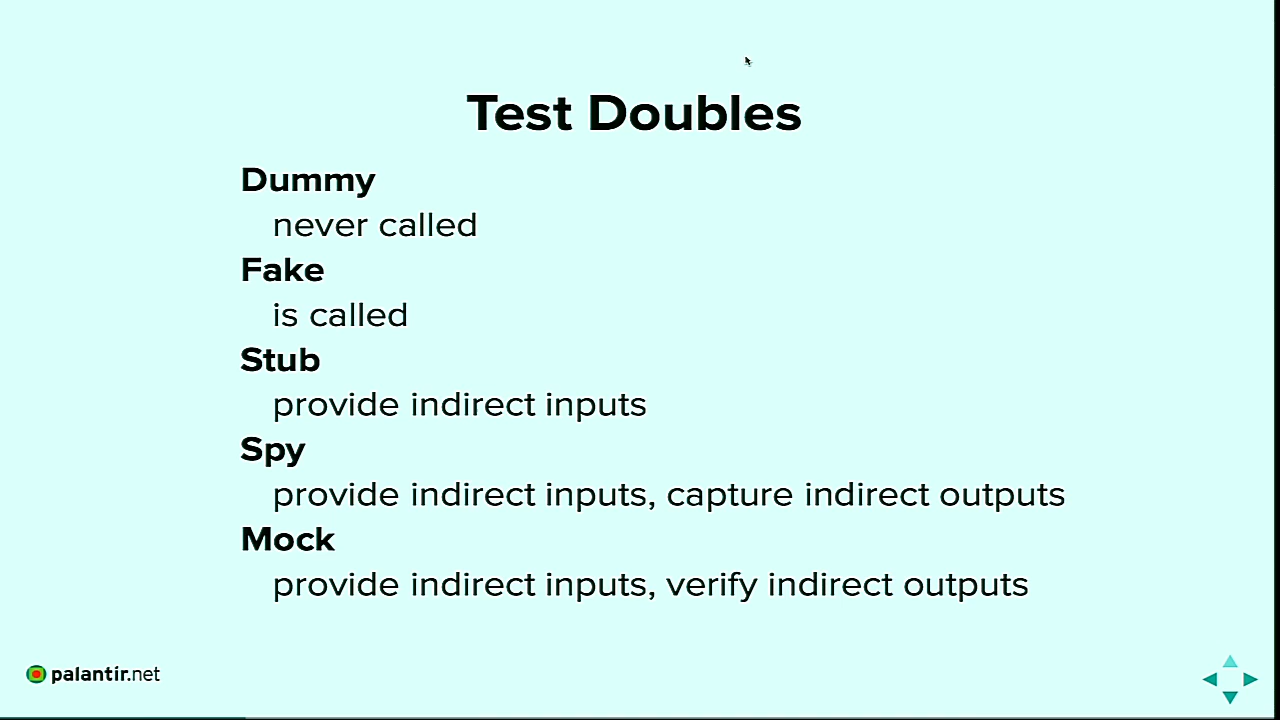 Test Doubles
Dummy
never called
Fake
is called
Stub
provide indirect inputs
Spy
provide indirect inputs, capture indirect outputs
Mock
provide indirect inputs, verify indirect outputs
palantir.net